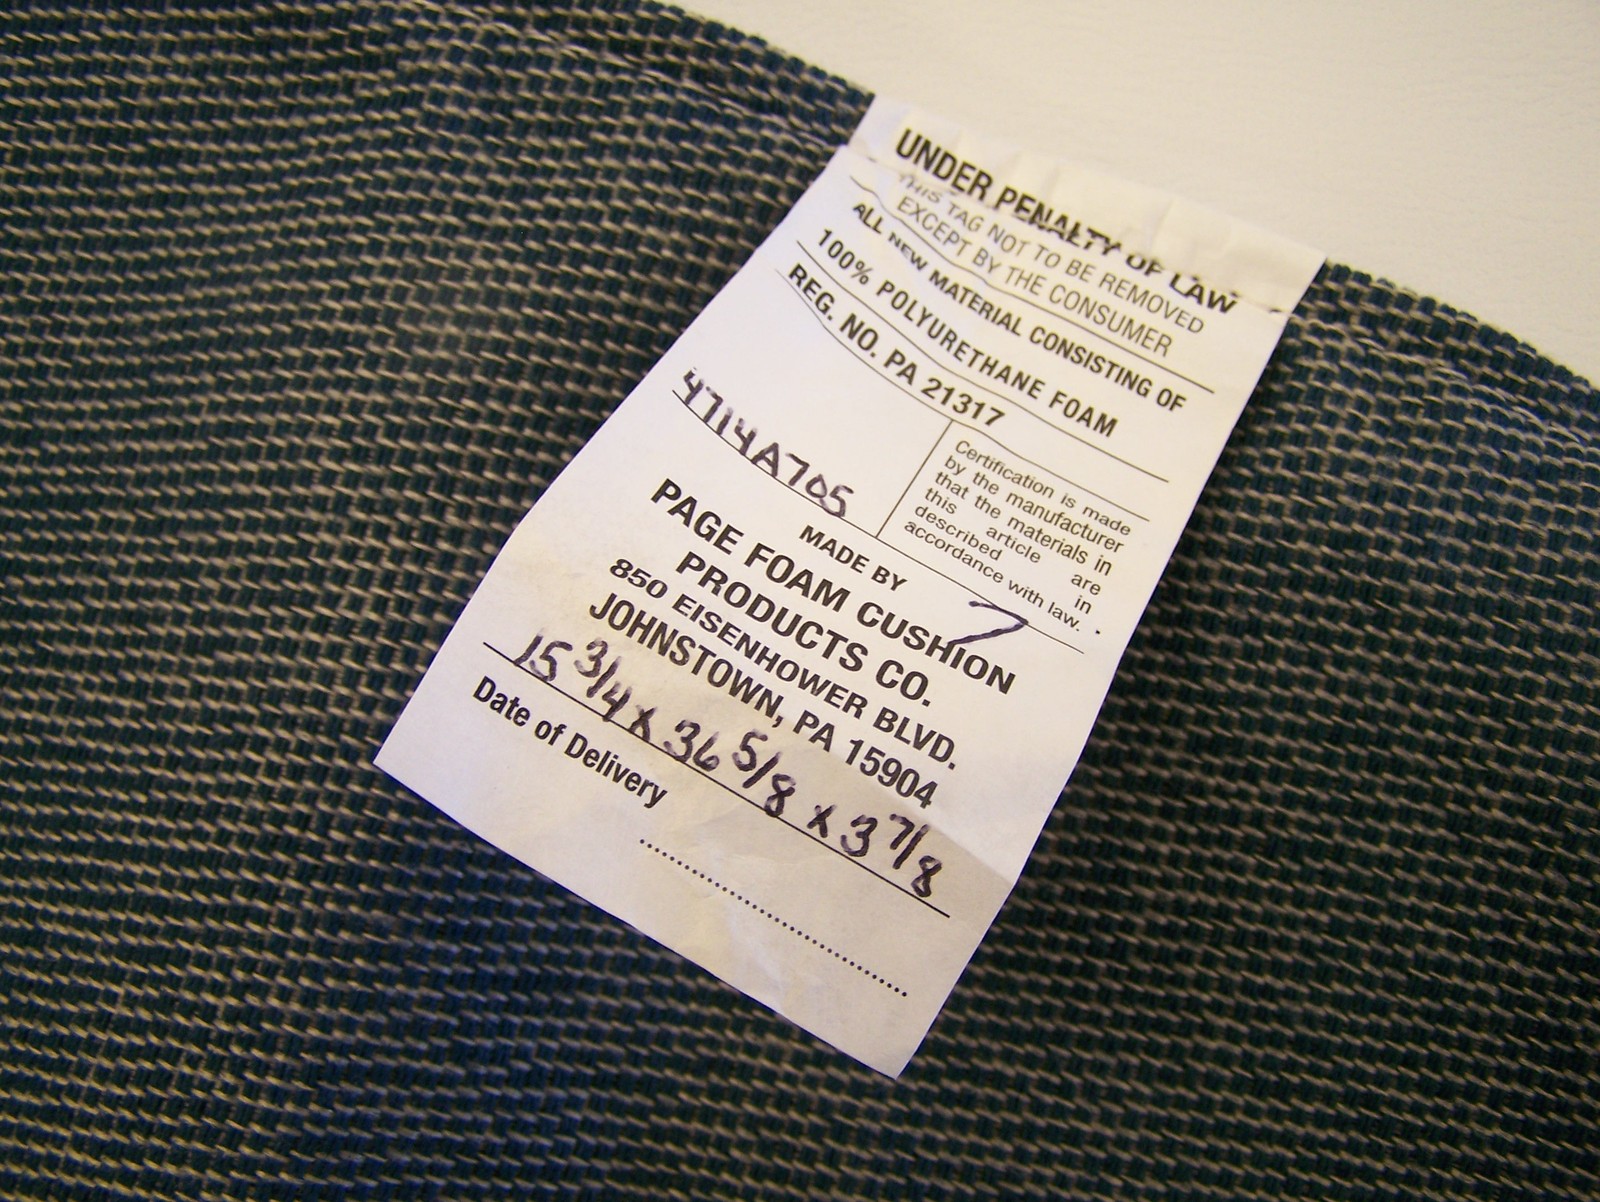 UNDER PENALTY OF LAW
THIS TAG NOT TO BE REMOVED
EXCEPT BY THE CONSUMER
ALL NEW MATERIAL CONSISTING OF
100% POLYURETHANE FOAM
REG. NO. PA 21317
4714A705
Certification is made
by the manufacturer
that the materials in
this article are
described in
accordance with law.
MADE BY
7
PAGE FOAM CUSHION
PRODUCTS CO.
850 EISENHOWER BLVD.
JOHNSTOWN, PA 15904
15 3/4 x 36 5/8 x 3 7/8
Date of Delivery